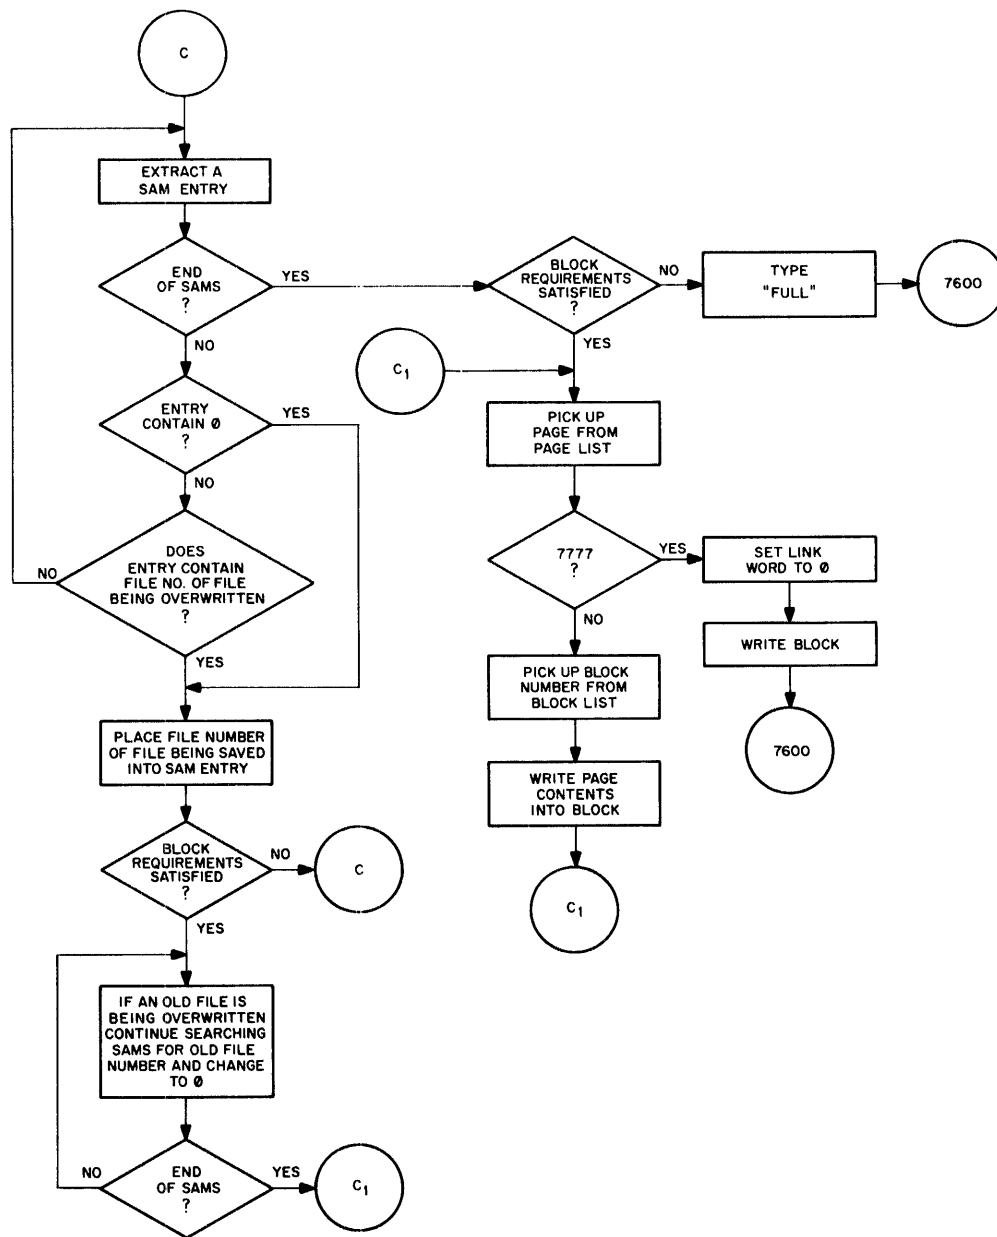 C
EXTRACT A
SAM ENTRY
END
OF SAMS
?
YES
NO
ENTRY
CONTAIN Ø
?
YES
NO
DOES
ENTRY CONTAIN
FILE NO. OF FILE
BEING OVERWRITTEN
?
NO
YES
PLACE FILE NUMBER
OF FILE BEING SAVED
INTO SAM ENTRY
BLOCK
REQUIREMENTS
SATISFIED
?
NO
C
YES
IF AN OLD FILE IS
BEING OVERWRITTEN
CONTINUE SEARCHING
SAMS FOR OLD FILE
NUMBER AND CHANGE
TO Ø
END
OF SAMS
?
NO
YES
C₁
BLOCK
REQUIREMENTS
SATISFIED
?
NO
TYPE
"FULL"
7600
YES
C₁
PICK UP
PAGE FROM
PAGE LIST
7777
?
YES
SET LINK
WORD TO Ø
WRITE BLOCK
7600
NO
PICK UP BLOCK
NUMBER FROM
BLOCK LIST
WRITE PAGE
CONTENTS
INTO BLOCK
C₁